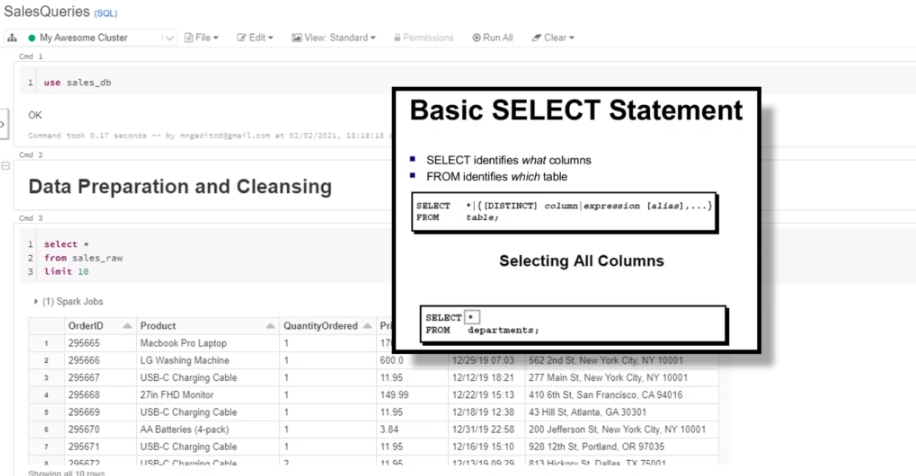 SalesQueries (SQL)
My Awesome Cluster File Edit View: Standard Permissions Run All Clear
Cmd 1
1 use sales_db
OK
Command took 0.17 seconds -- by mngaditcd@gmail.com at 02/02/2021, 18:18:18
Cmd 2
Data Preparation and Cleansing
Cmd 3
1 select *
2 from sales_raw
3 limit 10
(1) Spark Jobs
OrderID Product QuantityOrdered
1 295665 Macbook Pro Laptop 1
2 295666 LG Washing Machine 1 600.0 12/29/19 07:03 562 2nd St, New York City, NY 10001
3 295667 USB-C Charging Cable 1 11.95 12/12/19 18:21 277 Main St, New York City, NY 10001
4 295668 27in FHD Monitor 1 149.99 12/22/19 15:13 410 6th St, San Francisco, CA 94016
5 295669 USB-C Charging Cable 1 11.95 12/18/19 12:38 43 Hill St, Atlanta, GA 30301
6 295670 AA Batteries (4-pack) 1 3.84 12/31/19 22:58 200 Jefferson St, New York City, NY 10001
7 295671 USB-C Charging Cable 1 11.95 12/16/19 15:10 928 12th St, Portland, OR 97035
8 295672 USB-C Charging Cable 2 11.95 12/13/19 09:29 813 Hickory St, Dallas, TX 75001
Showing all 10 rows.
Basic SELECT Statement
SELECT identifies what columns
FROM identifies which table
SELECT *|{[DISTINCT] column|expression [alias],...}
FROM table;
Selecting All Columns
SELECT *
FROM departments;